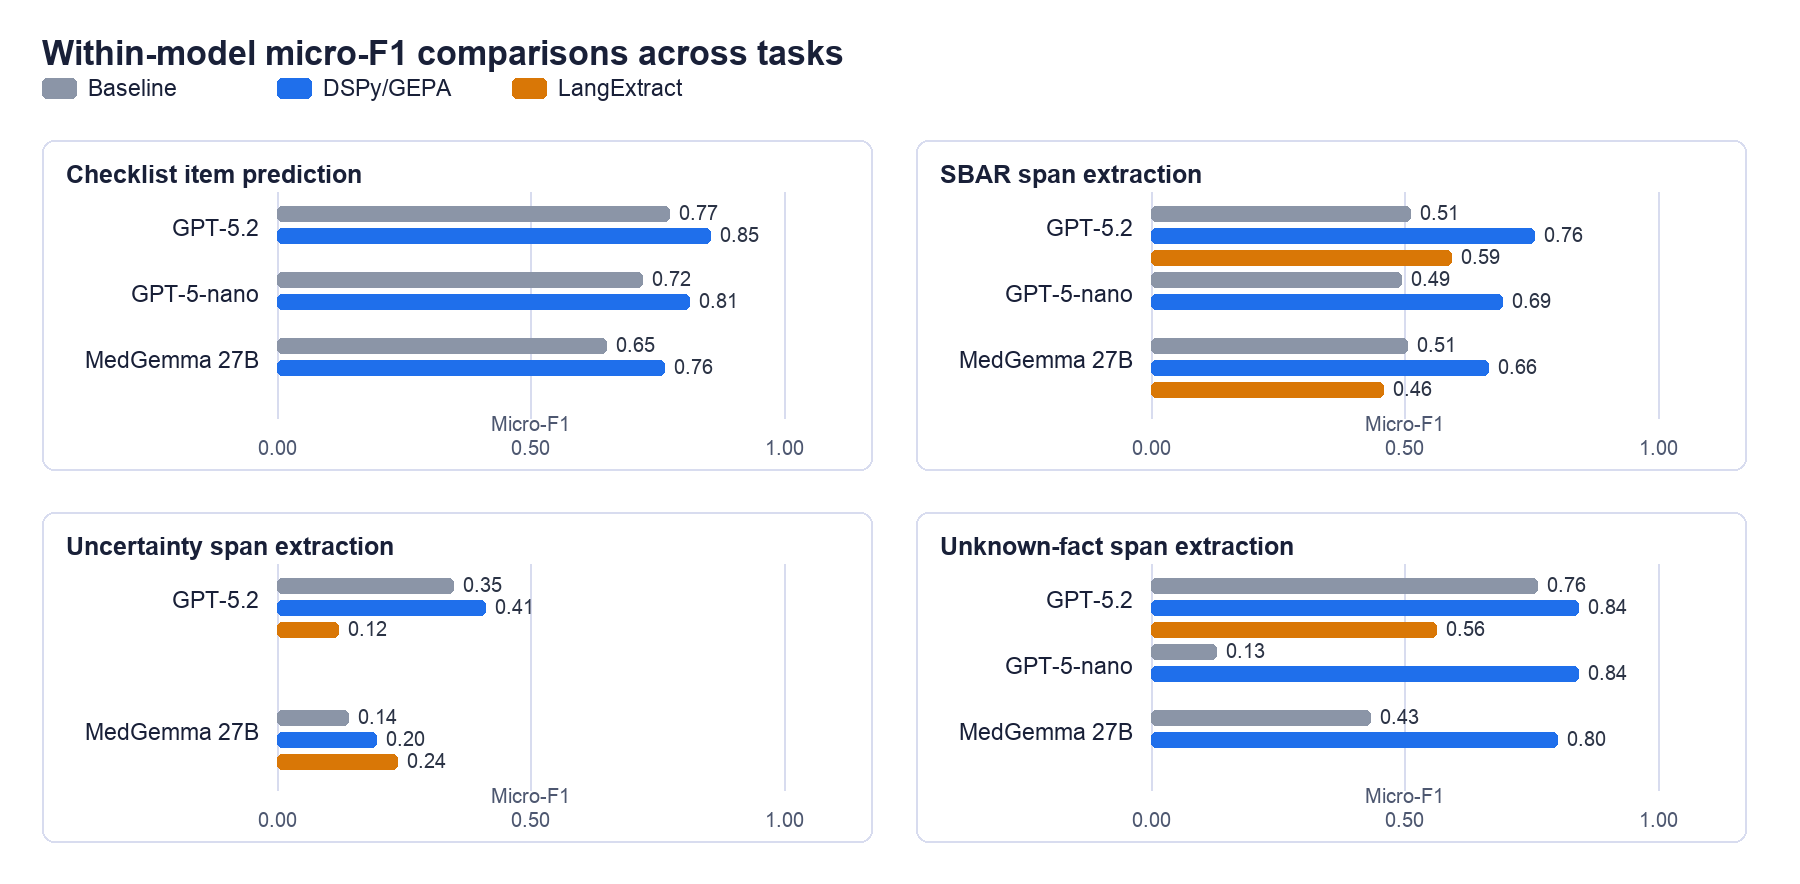 Within-model micro-F1 comparisons across tasks
Baseline DSPy/GEPA LangExtract
Checklist item prediction
GPT-5.2 0.77
0.85
GPT-5-nano 0.72
0.81
MedGemma 27B 0.65
0.76
Micro-F1
0.00 0.50 1.00
SBAR span extraction
GPT-5.2 0.51
0.76
0.59
GPT-5-nano 0.49
0.69
MedGemma 27B 0.51
0.66
0.46
Micro-F1
0.00 0.50 1.00
Uncertainty span extraction
GPT-5.2 0.35
0.41
0.12
MedGemma 27B 0.14
0.20
0.24
Micro-F1
0.00 0.50 1.00
Unknown-fact span extraction
GPT-5.2 0.76
0.84
0.56
GPT-5-nano 0.13
0.84
MedGemma 27B 0.43
0.80
Micro-F1
0.00 0.50 1.00